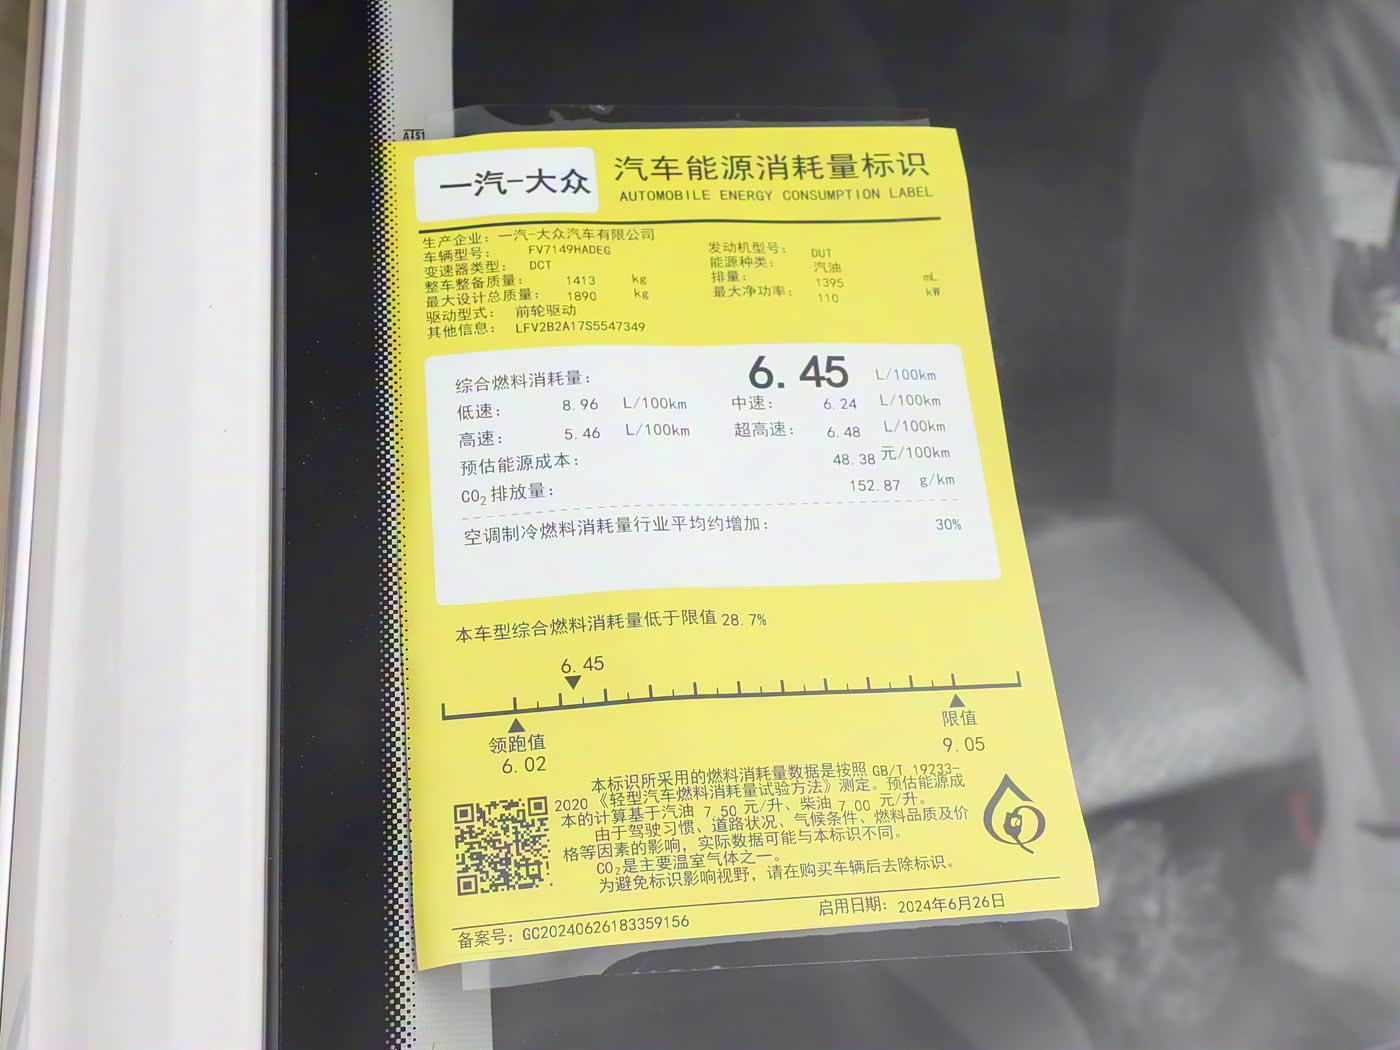 A151
一汽-大众
汽车能源消耗量标识
AUTOMOBILE ENERGY CONSUMPTION LABEL
生产企业: 一汽-大众汽车有限公司
车辆型号: FV7149HADEG 发动机型号: DUT
变速器类型: DCT 能源种类: 汽油
整车整备质量: 1413 kg 排量: 1395 mL
最大设计总质量: 1890 kg 最大净功率: 110 kW
驱动型式: 前轮驱动
其他信息: LFV2B2A17S5547349
综合燃料消耗量: 6.45 L/100km
低速: 8.96 L/100km 中速: 6.24 L/100km
高速: 5.46 L/100km 超高速: 6.48 L/100km
预估能源成本: 48.38 元/100km
CO₂排放量: 152.87 g/km
空调制冷燃料消耗量行业平均约增加: 30%
本车型综合燃料消耗量低于限值 28.7%
6.45
领跑值 限值
6.02 9.05
本标识所采用的燃料消耗量数据是按照 GB/T 19233-
2020 《轻型汽车燃料消耗量试验方法》测定。预估能源成
本的计算基于汽油 7.50 元/升、柴油 7.00 元/升。
由于驾驶习惯、道路状况、气候条件、燃料品质及价
格等因素的影响, 实际数据可能与本标识不同。
CO₂是主要温室气体之一。
为避免标识影响视野, 请在购买车辆后去除标识。
备案号: GC20240626183359156 启用日期: 2024年6月26日